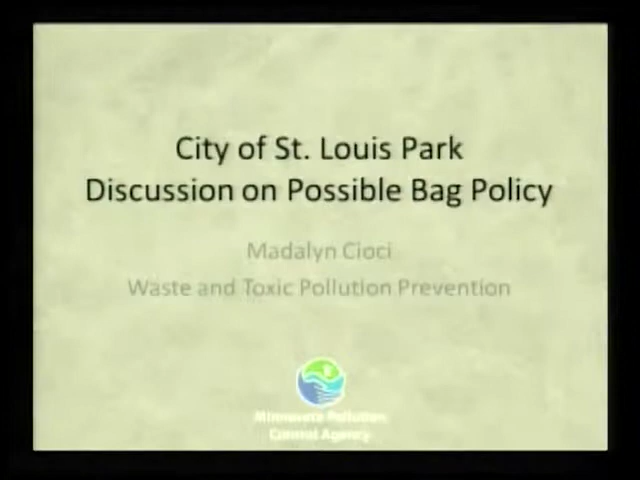 City of St. Louis Park
Discussion on Possible Bag Policy
Madalyn Cioci
Waste and Toxic Pollution Prevention
Minnesota Pollution
Control Agency